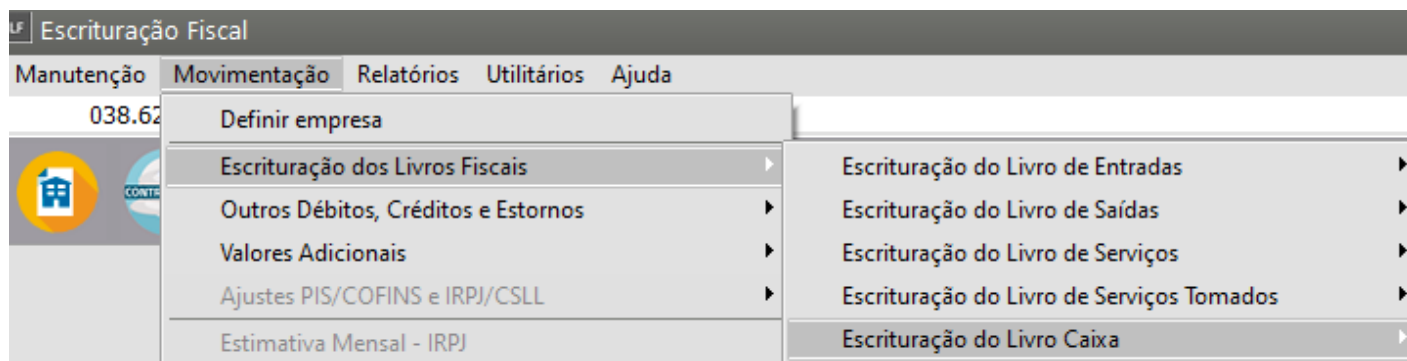 LF Escrituração Fiscal
Manutenção Movimentação Relatórios Utilitários Ajuda
038.62
Definir empresa
Escrituração dos Livros Fiscais
Outros Débitos, Créditos e Estornos
Valores Adicionais
Ajustes PIS/COFINS e IRPJ/CSLL
Estimativa Mensal - IRPJ
Escrituração do Livro de Entradas
Escrituração do Livro de Saídas
Escrituração do Livro de Serviços
Escrituração do Livro de Serviços Tomados
Escrituração do Livro Caixa